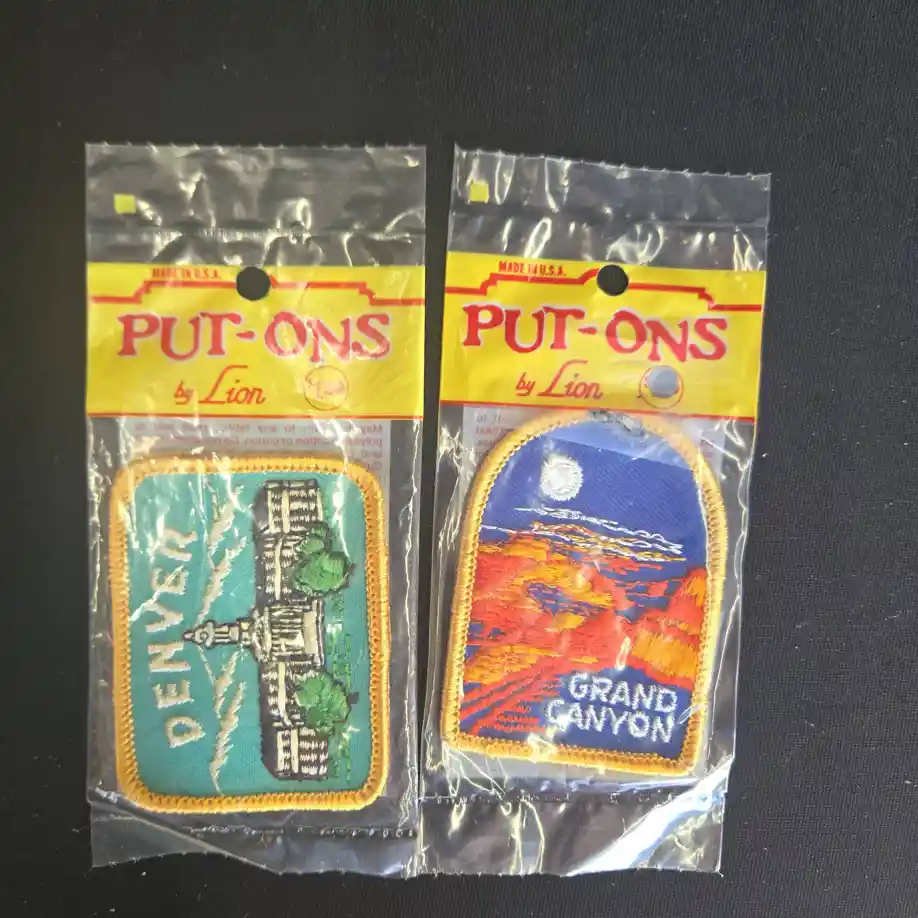 MADE IN U.S.A.
PUT-ONS
by Lion
DENVER
MADE IN U.S.A.
PUT-ONS
by Lion
GRAND
CANYON